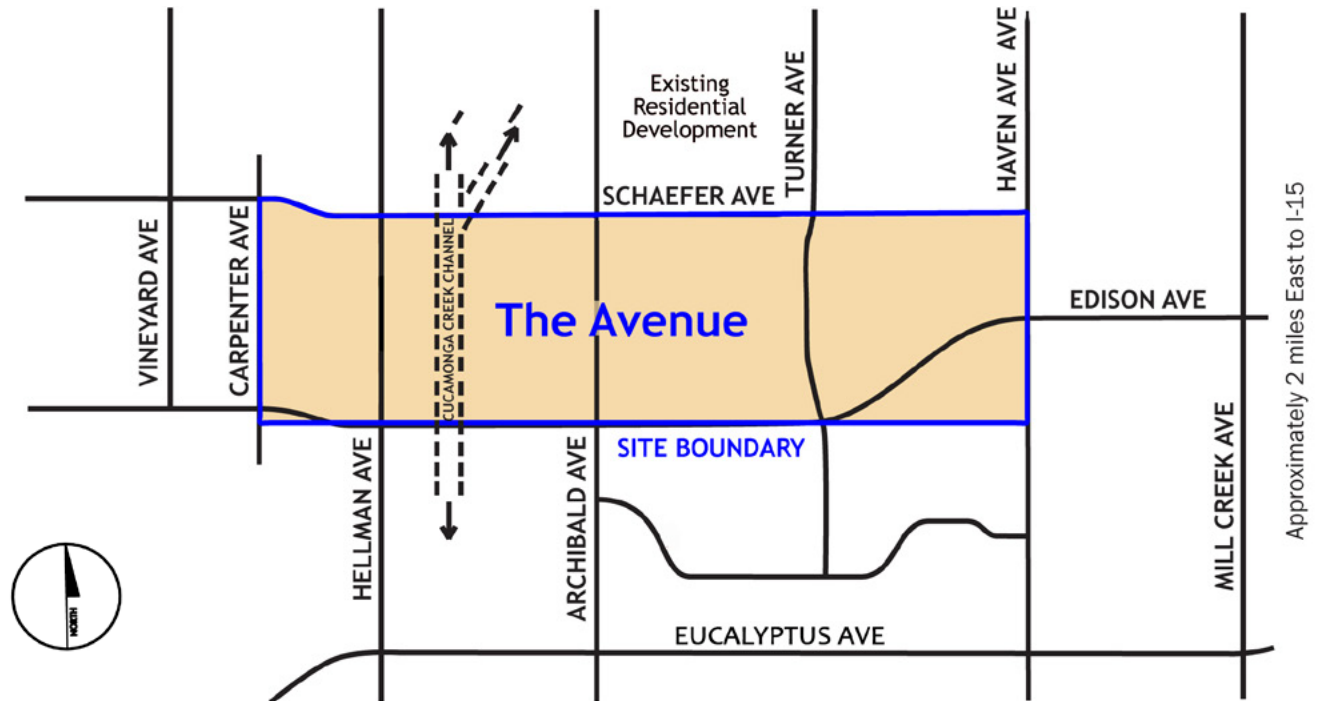 Existing
Residential
Development
TURNER AVE
HAVEN AVE AVE
SCHAEFER AVE
VINEYARD AVE
CARPENTER AVE
CUCAMONGA CREEK CHANNEL
The Avenue
EDISON AVE
Approximately 2 miles East to I-15
SITE BOUNDARY
HELLMAN AVE
ARCHIBALD AVE
MILL CREEK AVE
NORTH
EUCALYPTUS AVE